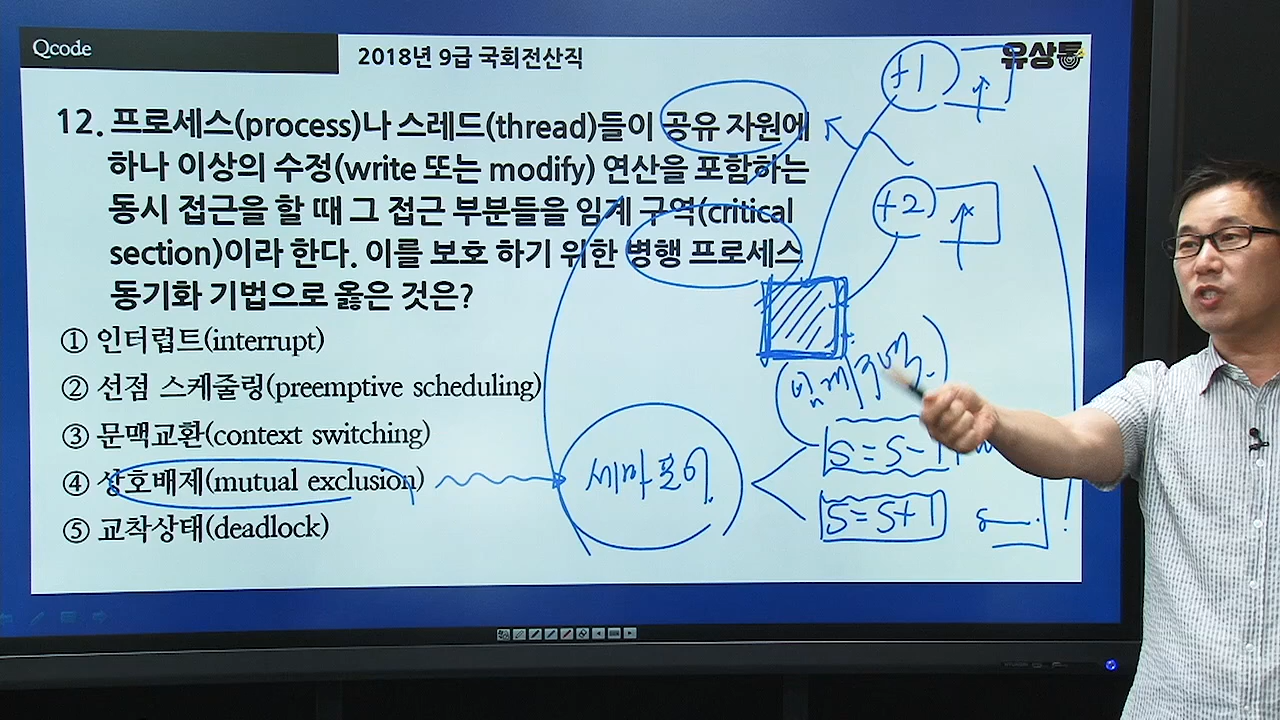 Qcode
2018년 9급 국회전산직
유상통
12. 프로세스(process)나 스레드(thread)들이 공유 자원에
하나 이상의 수정(write 또는 modify) 연산을 포함하는
동시 접근을 할 때 그 접근 부분들을 임계 구역(critical
section)이라 한다. 이를 보호 하기 위한 병행 프로세스
동기화 기법으로 옳은 것은?
① 인터럽트(interrupt)
② 선점 스케줄링(preemptive scheduling)
③ 문맥교환(context switching)
④ 상호배제(mutual exclusion)
⑤ 교착상태(deadlock)
+1
+2
임계구역.
세마포어.
S=S-1
S=S+1